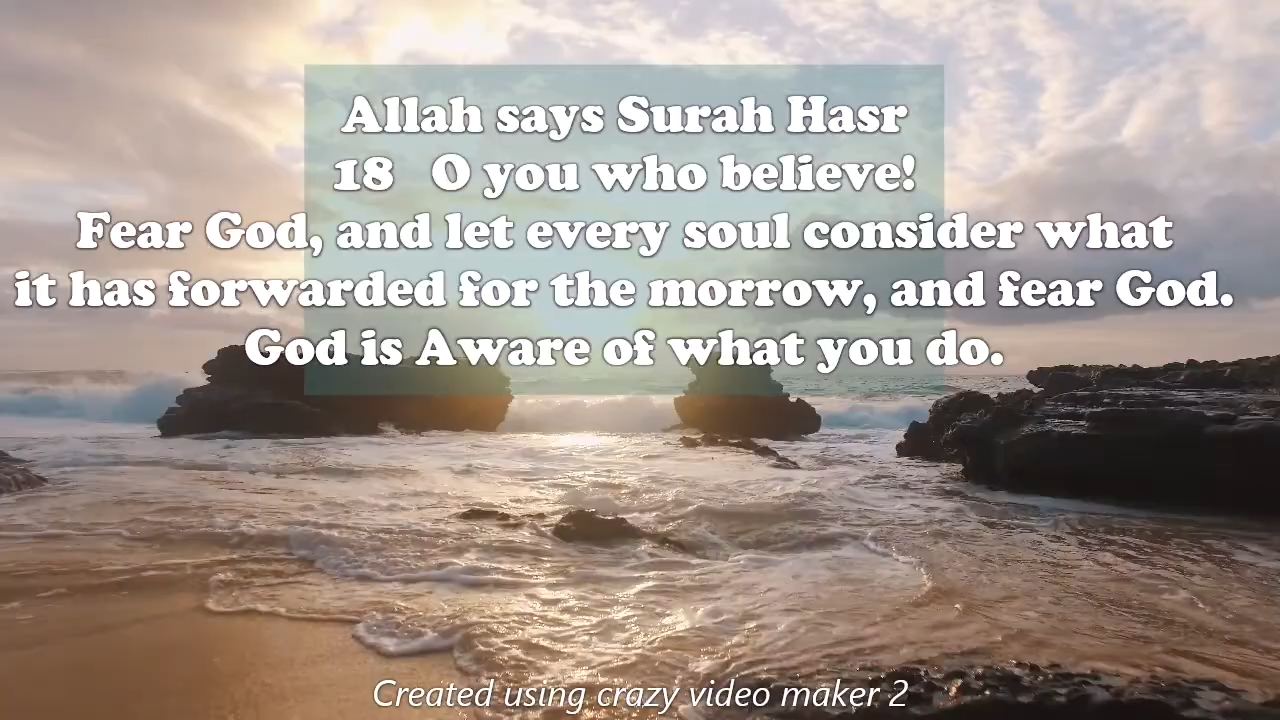 Allah says Surah Hasr
18 O you who believe!
Fear God, and let every soul consider what
it has forwarded for the morrow, and fear God.
God is Aware of what you do.
Created using crazy video maker 2